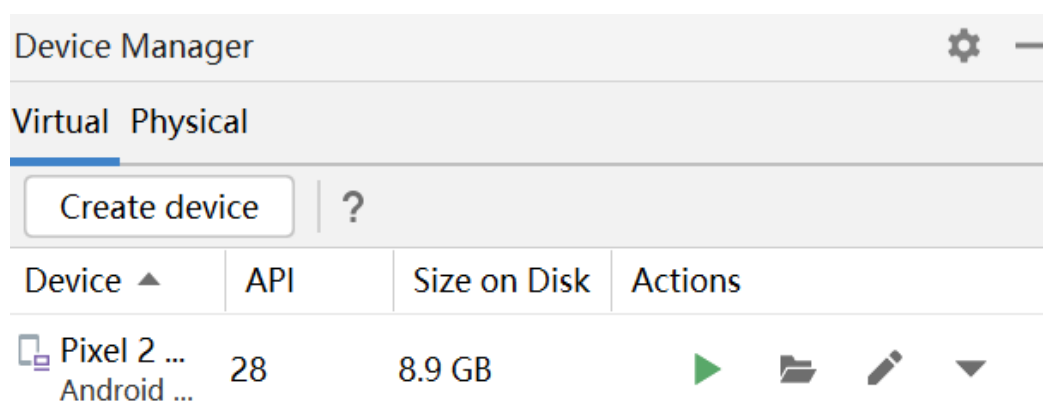 Device Manager
Virtual Physical
Create device ?
Device API Size on Disk Actions
Pixel 2 ...
Android ...
28 8.9 GB